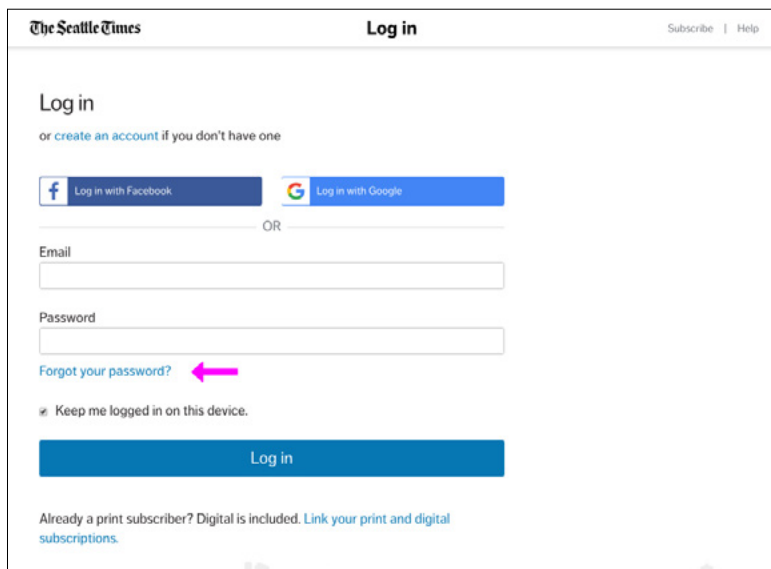 The Seattle Times
Log in
Subscribe | Help
Log in
or create an account if you don't have one
Log in with Facebook
Log in with Google
OR
Email
Password
Forgot your password?
Keep me logged in on this device.
Log in
Already a print subscriber? Digital is included. Link your print and digital
subscriptions.